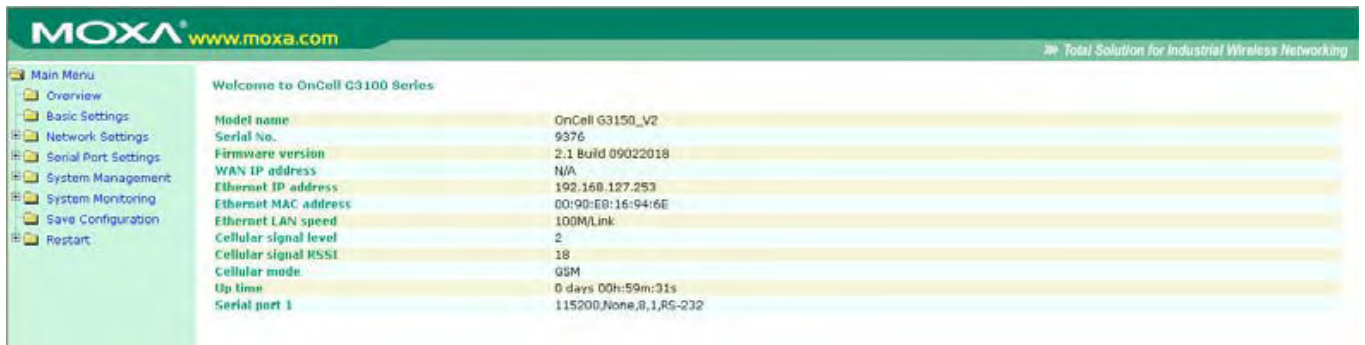 MOXA® www.moxa.com
Total Solution for Industrial Wireless Networking
Main Menu
Overview
Basic Settings
Network Settings
Serial Port Settings
System Management
System Monitoring
Save Configuration
Restart
Welcome to OnCell G3100 Series
Model name OnCell G3150_V2
Serial No. 9376
Firmware version 2.1 Build 09022018
WAN IP address N/A
Ethernet IP address 192.168.127.253
Ethernet MAC address 00:90:E8:16:94:6E
Ethernet LAN speed 100M/Link
Cellular signal level 2
Cellular signal RSSI 18
Cellular mode GSM
Up time 0 days 00h:59m:31s
Serial port 1 115200,None,8,1,RS-232